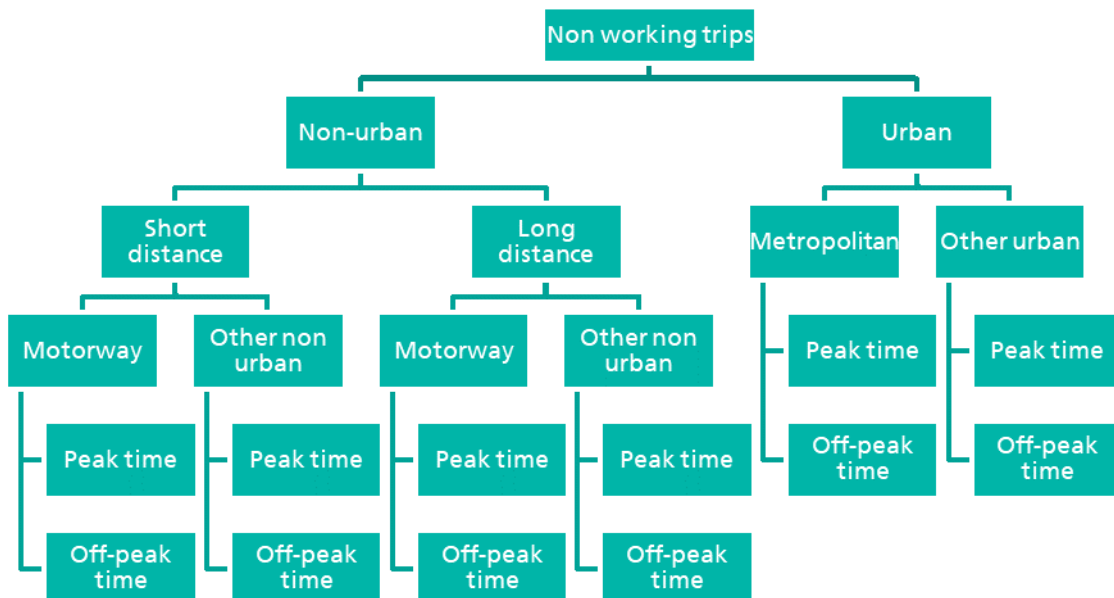 Non working trips
Non-urban
Urban
Short
distance
Long
distance
Metropolitan
Other urban
Motorway
Other non
urban
Motorway
Other non
urban
Peak time
Peak time
Peak time
Peak time
Peak time
Peak time
Off-peak
time
Off-peak
time
Off-peak
time
Off-peak
time
Off-peak
time
Off-peak
time